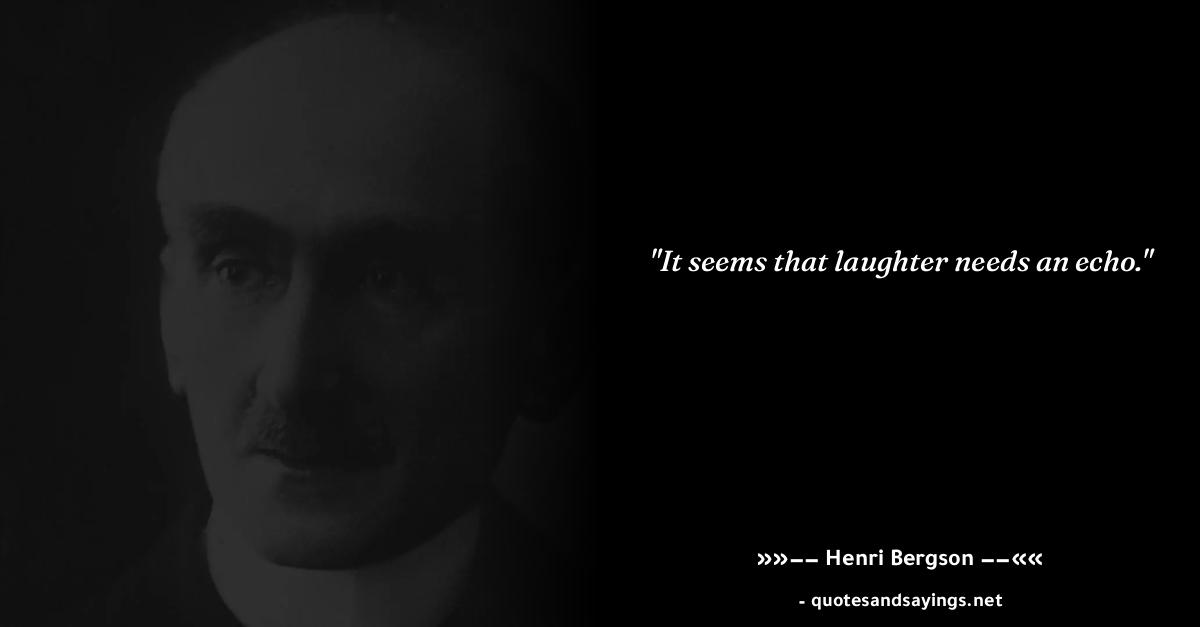 "It seems that laughter needs an echo."
»»—— Henri Bergson ——««
- quotesandsayings.net